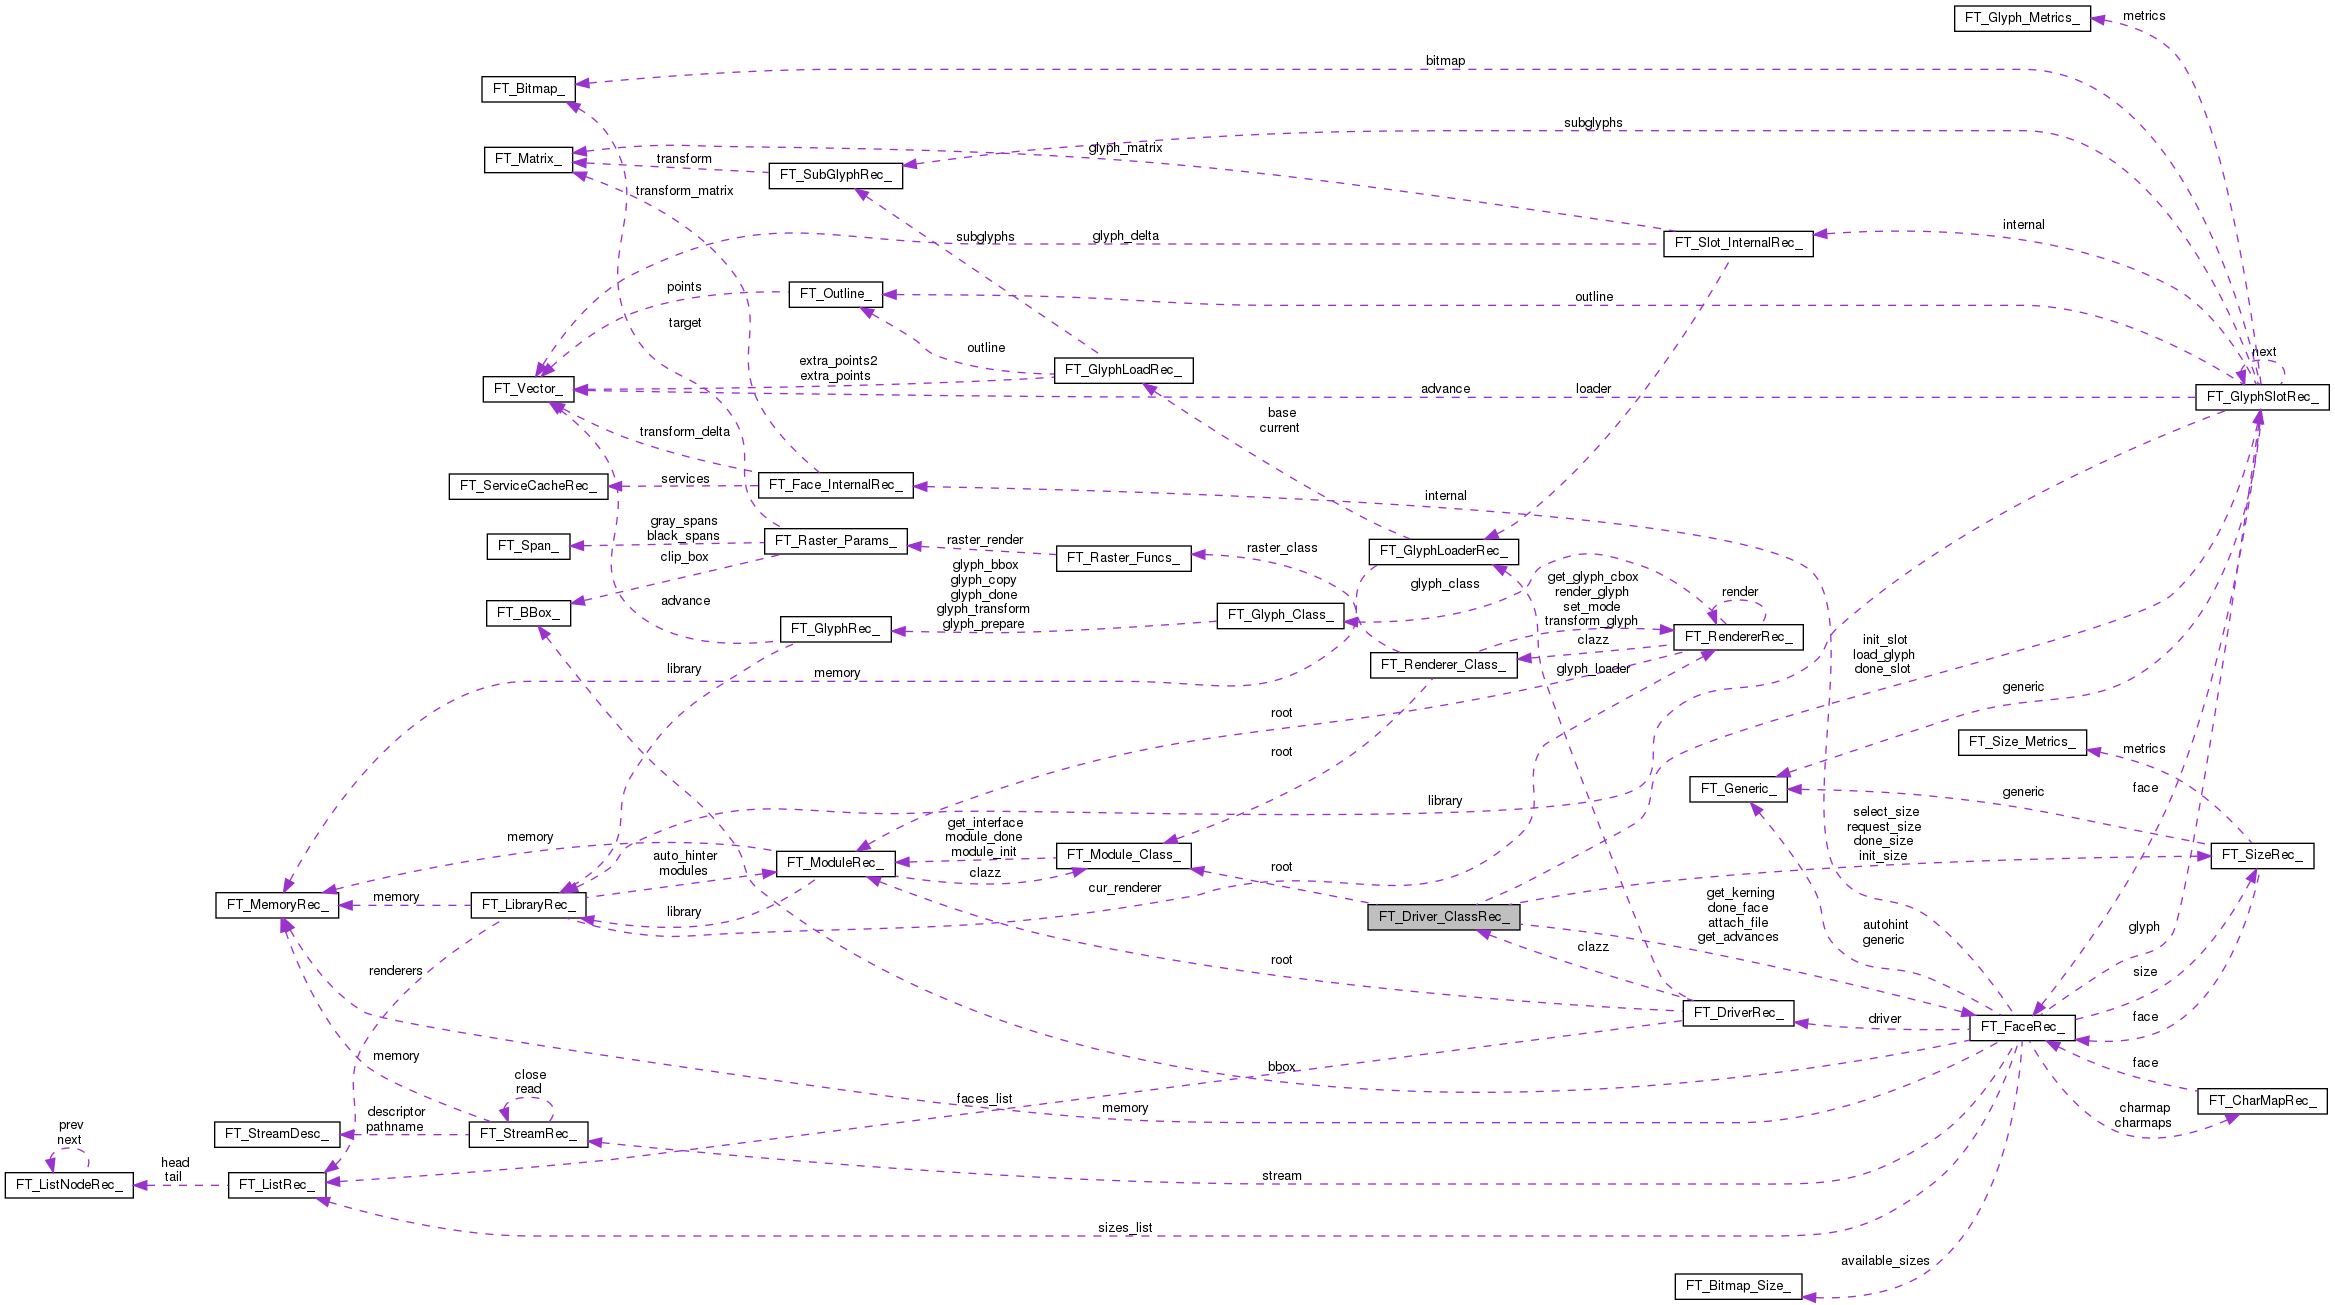 FT_Glyph_Metrics_
metrics
bitmap
FT_Bitmap_
subglyphs
glyph_matrix
FT_Matrix_
transform
FT_SubGlyphRec_
transform_matrix
internal
subglyphs
glyph_delta
FT_Slot_InternalRec_
points
FT_Outline_
outline
target
outline
next
extra_points2
extra_points
FT_GlyphLoadRec_
FT_Vector_
advance
loader
FT_GlyphSlotRec_
base
current
transform_delta
FT_ServiceCacheRec_
services
FT_Face_InternalRec_
internal
gray_spans
black_spans
FT_Span_
FT_Raster_Params_
raster_render
FT_Raster_Funcs_
raster_class
FT_GlyphLoaderRec_
clip_box
glyph_bbox
glyph_copy
glyph_done
glyph_transform
glyph_prepare
glyph_class
get_glyph_cbox
render_glyph
set_mode
transform_glyph
render
FT_BBox_
advance
FT_GlyphRec_
FT_Glyph_Class_
FT_RendererRec_
clazz
init_slot
load_glyph
done_slot
library
memory
FT_Renderer_Class_
glyph_loader
generic
root
root
FT_Size_Metrics_
metrics
FT_Generic_
face
generic
library
select_size
request_size
done_size
init_size
memory
auto_hinter
modules
get_interface
module_done
module_init
FT_ModuleRec_
FT_Module_Class_
clazz
root
FT_SizeRec_
FT_MemoryRec_
memory
FT_LibraryRec_
library
cur_renderer
FT_Driver_ClassRec_
get_kerning
done_face
attach_file
get_advances
autohint
generic
glyph
clazz
renderers
root
size
FT_DriverRec_
driver
face
FT_FaceRec_
memory
bbox
face
close
read
faces_list
memory
FT_CharMapRec_
charmap
charmaps
descriptor
pathname
FT_StreamDesc_
FT_StreamRec_
prev
next
head
tail
FT_ListNodeRec_
FT_ListRec_
stream
sizes_list
available_sizes
FT_Bitmap_Size_